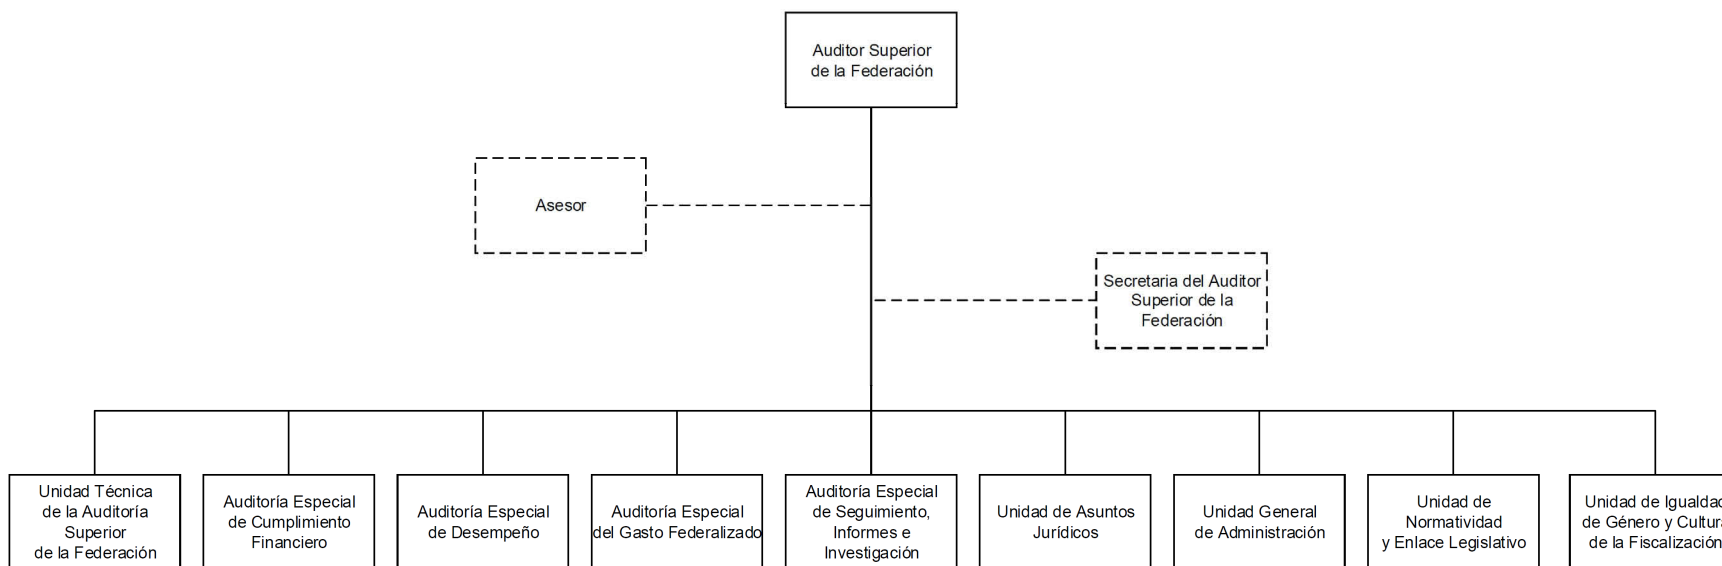 Auditor Superior
de la Federación
Asesor
Secretaria del Auditor
Superior de la
Federación
Unidad Técnica
de la Auditoría
Superior
de la Federación
Auditoría Especial
de Cumplimiento
Financiero
Auditoría Especial
de Desempeño
Auditoría Especial
del Gasto Federalizado
Auditoría Especial
de Seguimiento,
Informes e
Investigación
Unidad de Asuntos
Jurídicos
Unidad General
de Administración
Unidad de
Normatividad
y Enlace Legislativo
Unidad de Igualdad
de Género y Cultura
de la Fiscalización